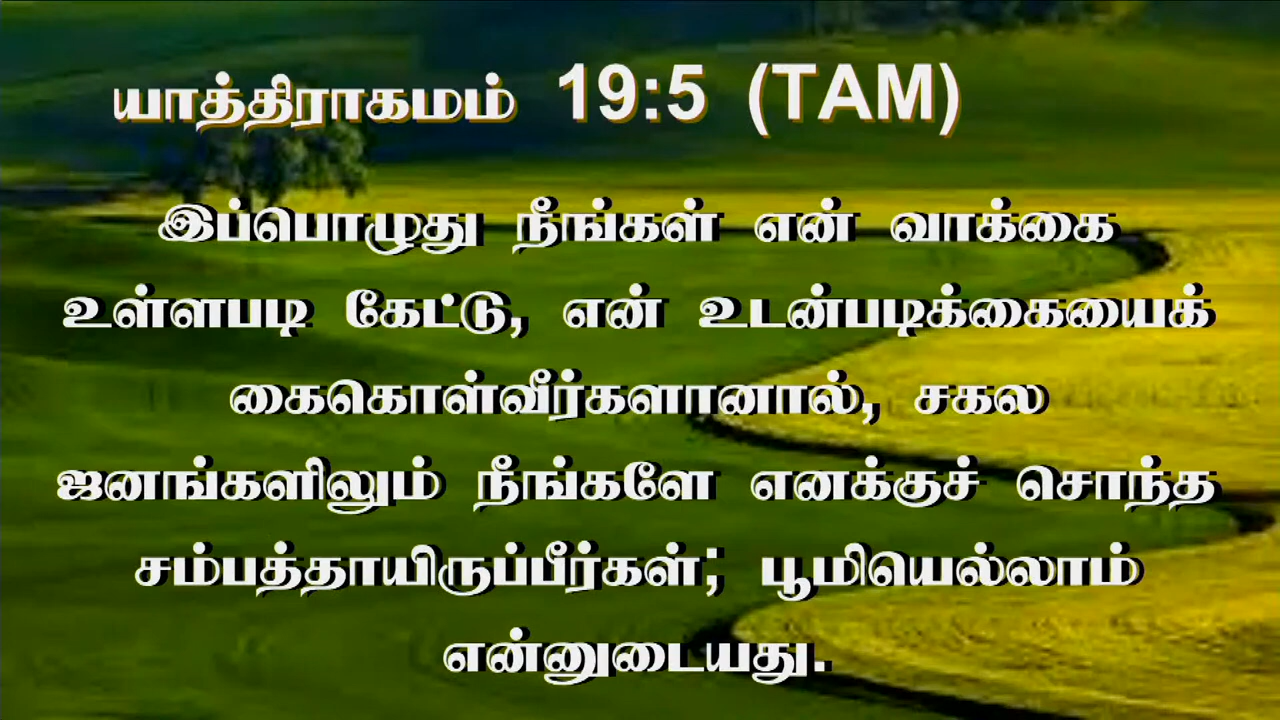 யாத்திராகமம் 19:5 (TAM)
இப்பொழுது நீங்கள் என் வாக்கை
உள்ளபடி கேட்டு, என் உடன்படிக்கையைக்
கைகொள்வீர்களானால், சகல
ஜனங்களிலும் நீங்களே எனக்குச் சொந்த
சம்பத்தாயிருப்பீர்கள்; பூமியெல்லாம்
என்னுடையது.